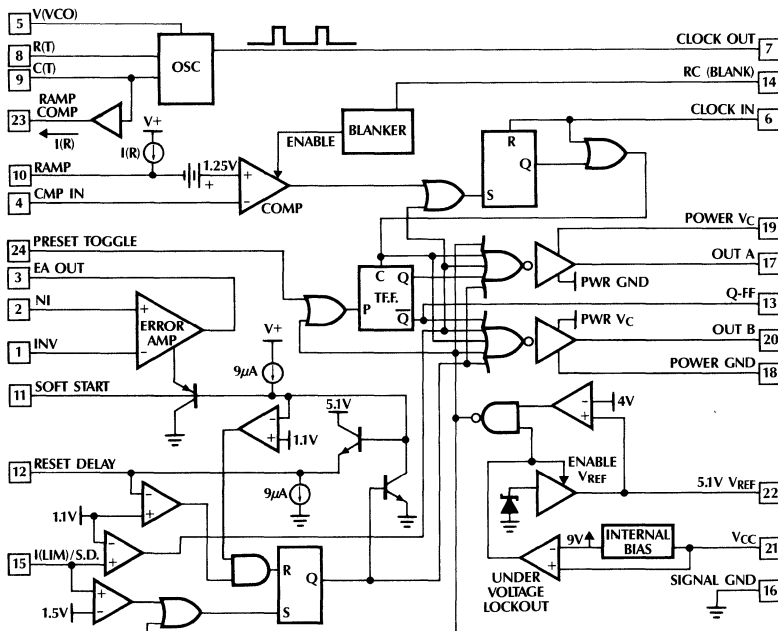 5 V(VCO)
8 R(T)
9 C(T)
OSC
CLOCK OUT 7
RC (BLANK) 14
23 RAMP COMP
I(R)
V+
I(R)
BLANKER
ENABLE
CLOCK IN 6
R
Q
S
10 RAMP
1.25V
+
4 CMP IN
+
-
COMP
24 PRESET TOGGLE
3 EA OUT
2 NI
+
ERROR AMP
-
1 INV
C
Q
T.F.F.
P
Q
POWER VC 19
OUT A 17
PWR GND
Q-FF 13
PWR VC
OUT B 20
POWER GND 18
V+
9µA
11 SOFT START
5.1V
-
+
1.1V
-
4V
+
12 RESET DELAY
9µA
ENABLE
VREF
5.1V VREF 22
1.1V
-
+
15 I(LIM)/S.D.
-
+
R
Q
S
9V
INTERNAL BIAS
VCC 21
-
+
UNDER VOLTAGE LOCKOUT
SIGNAL GND 16
+
1.5V
-